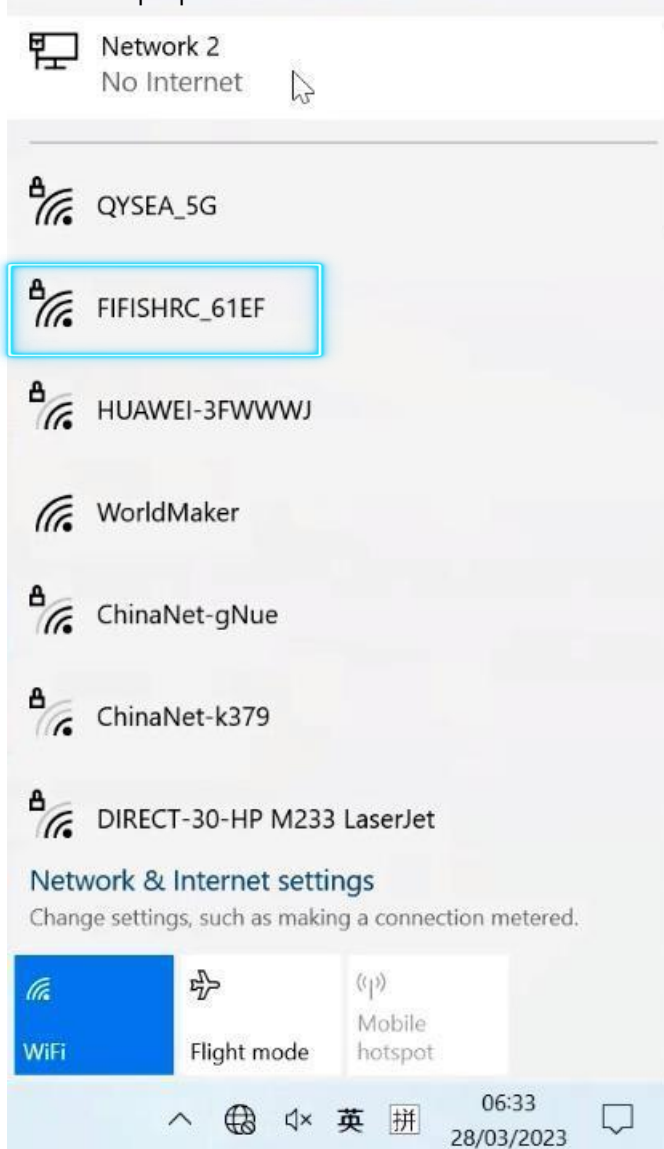 Network 2
No Internet
QYSEA_5G
FIFISHRC_61EF
HUAWEI-3FWWWJ
WorldMaker
ChinaNet-gNue
ChinaNet-k379
DIRECT-30-HP M233 LaserJet
Network & Internet settings
Change settings, such as making a connection metered.
WiFi
Flight mode
Mobile
hotspot
英 拼
06:33
28/03/2023